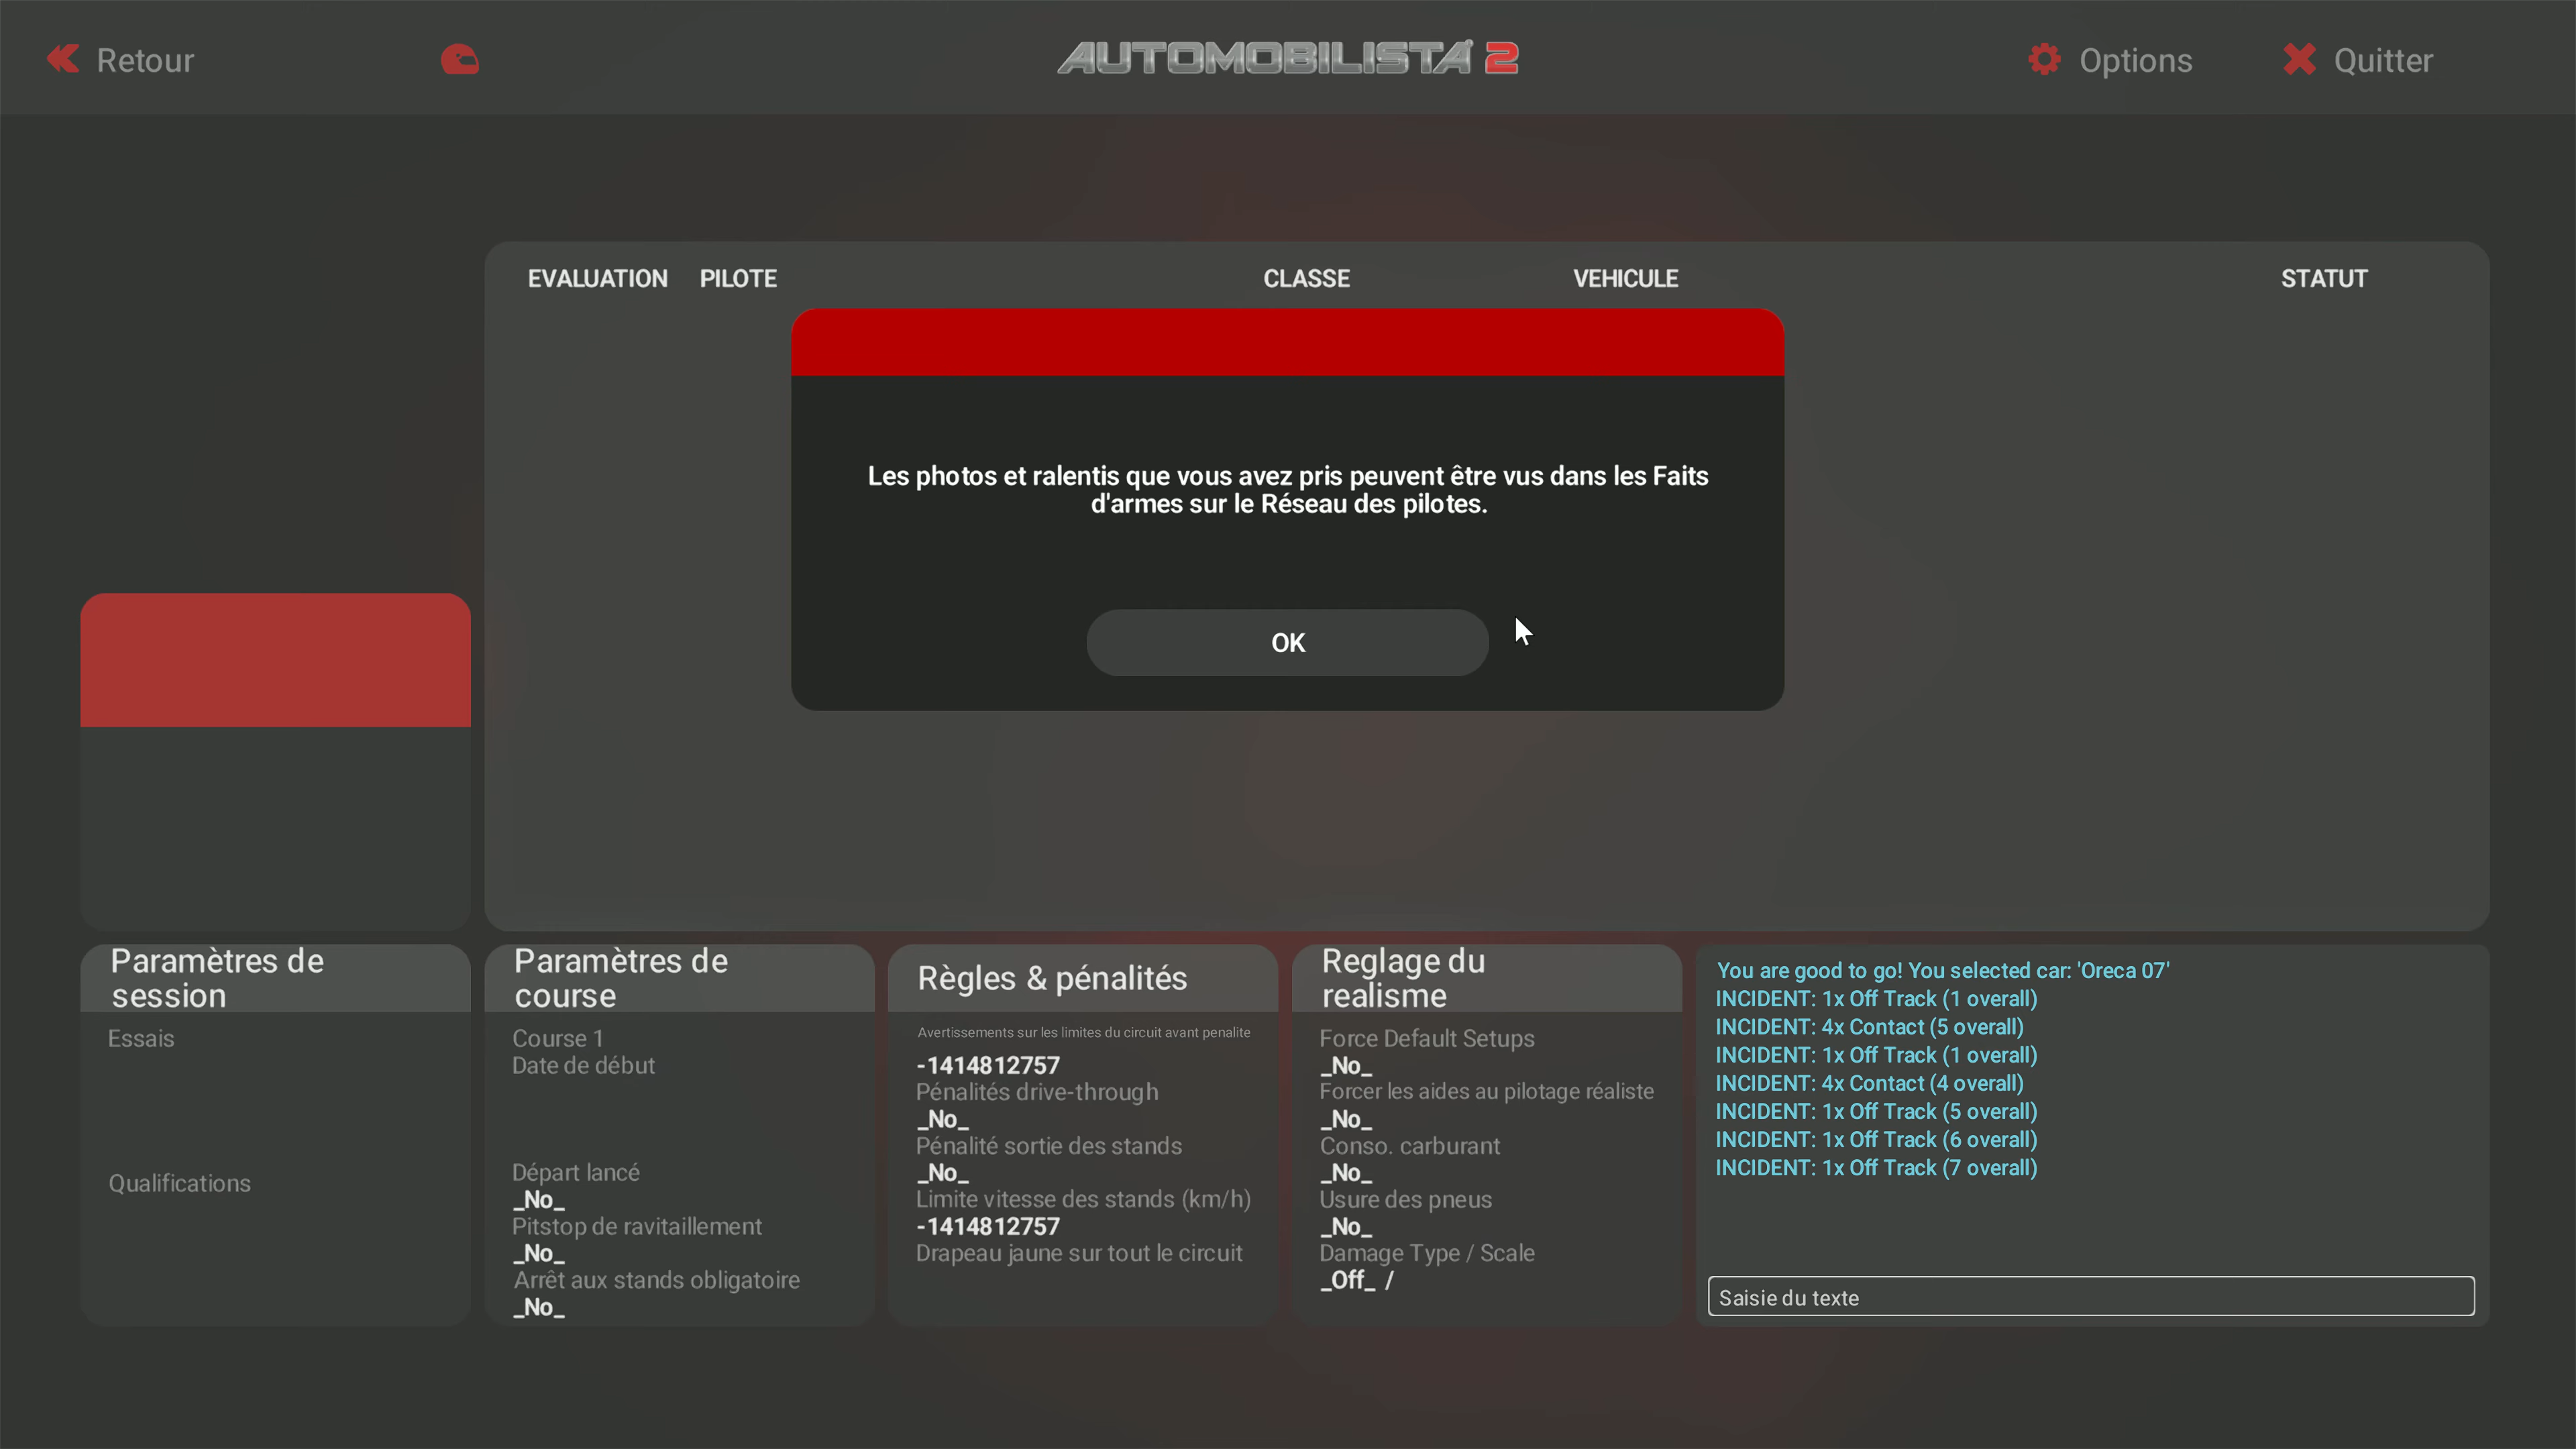 Retour
AUTOMOBILISTA 2
Options
Quitter
EVALUATION PILOTE CLASSE VEHICULE STATUT
Les photos et ralentis que vous avez pris peuvent être vus dans les Faits
d'armes sur le Réseau des pilotes.
OK
Paramètres de
session
Essais
Qualifications
Paramètres de
course
Course 1
Date de début
Départ lancé
_No_
Pitstop de ravitaillement
_No_
Arrêt aux stands obligatoire
_No_
Règles & pénalités
Avertissements sur les limites du circuit avant penalite
-1414812757
Pénalités drive-through
_No_
Pénalité sortie des stands
_No_
Limite vitesse des stands (km/h)
-1414812757
Drapeau jaune sur tout le circuit
Reglage du
realisme
Force Default Setups
_No_
Forcer les aides au pilotage réaliste
_No_
Conso. carburant
_No_
Usure des pneus
_No_
Damage Type / Scale
_Off_ /
You are good to go! You selected car: 'Oreca 07'
INCIDENT: 1x Off Track (1 overall)
INCIDENT: 4x Contact (5 overall)
INCIDENT: 1x Off Track (1 overall)
INCIDENT: 4x Contact (4 overall)
INCIDENT: 1x Off Track (5 overall)
INCIDENT: 1x Off Track (6 overall)
INCIDENT: 1x Off Track (7 overall)
Saisie du texte